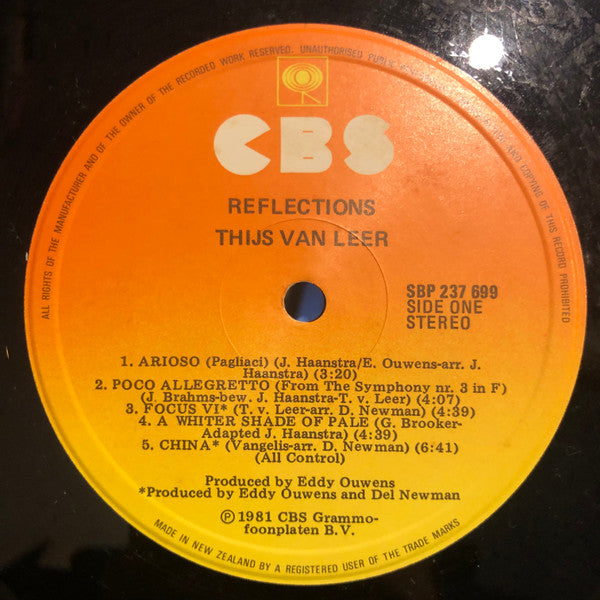 ALL RIGHTS OF THE MANUFACTURER AND OF THE OWNER OF THE RECORDED WORK RESERVED. UNAUTHORISED AND COPYING OF THIS RECORD PROHIBITED
CBS
REFLECTIONS
THIJS VAN LEER
SBP 237 699
SIDE ONE
STEREO
1. ARIOSO (Pagliaci) (J. Haanstra/E. Ouwens-arr. J.
Haanstra) (3:20)
2. POCO ALLEGRETTO (From The Symphony nr. 3 in F)
(J. Brahms-bew. J. Haanstra-T. v. Leer) (4:07)
3. FOCUS VI* (T. v. Leer-arr. D. Newman) (4:39)
4. A WHITER SHADE OF PALE (G. Brooker-
Adapted J. Haanstra) (4:39)
5. CHINA* (Vangelis-arr. D. Newman) (6:41)
(All Control)
Produced by Eddy Ouwens
*Produced by Eddy Ouwens and Del Newman
℗ 1981 CBS Grammo-
foonplaten B.V.
MADE IN NEW ZEALAND BY A REGISTERED USER OF THE TRADE MARKS